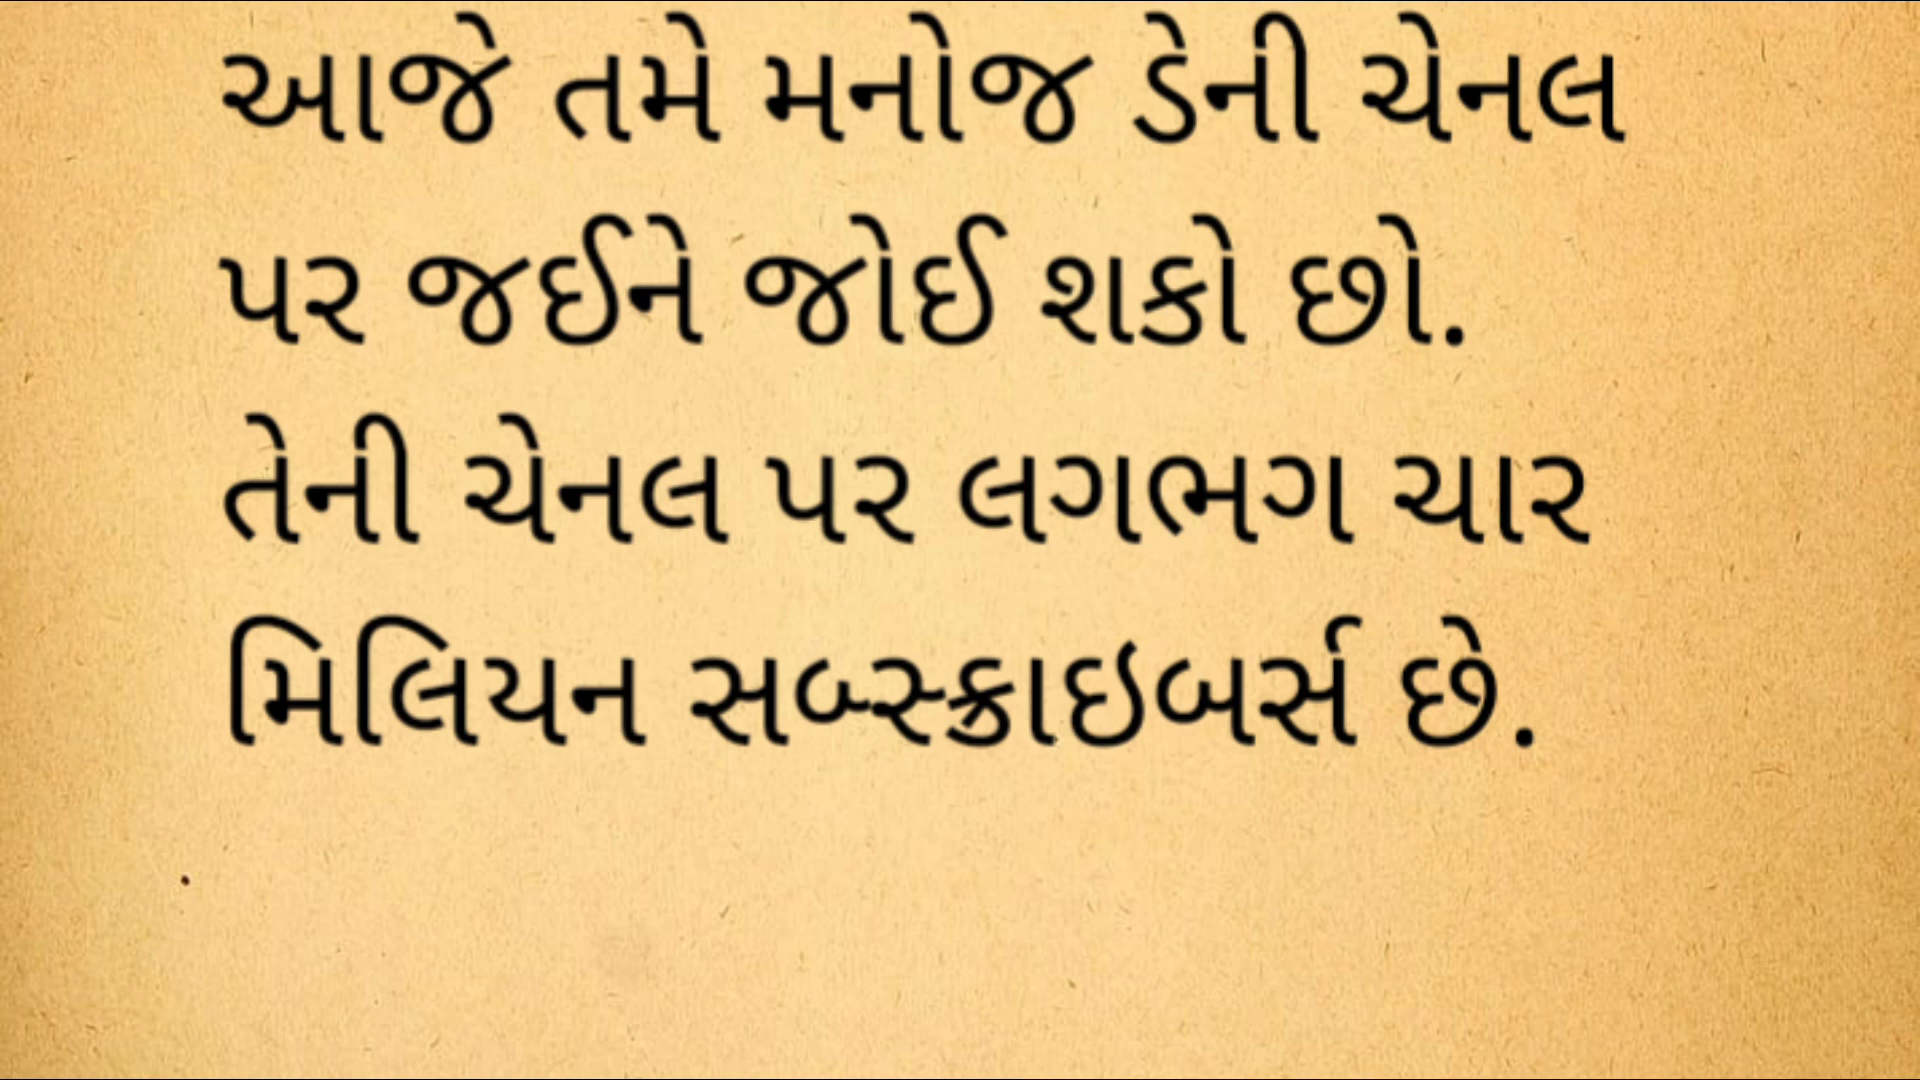 આજે તમે મનોજ ડેની ચેનલ
પર જઈને જોઈ શકો છો.
તેની ચેનલ પર લગભગ ચાર
મિલિયન સબ્સ્ક્રાઇબર્સ છે.